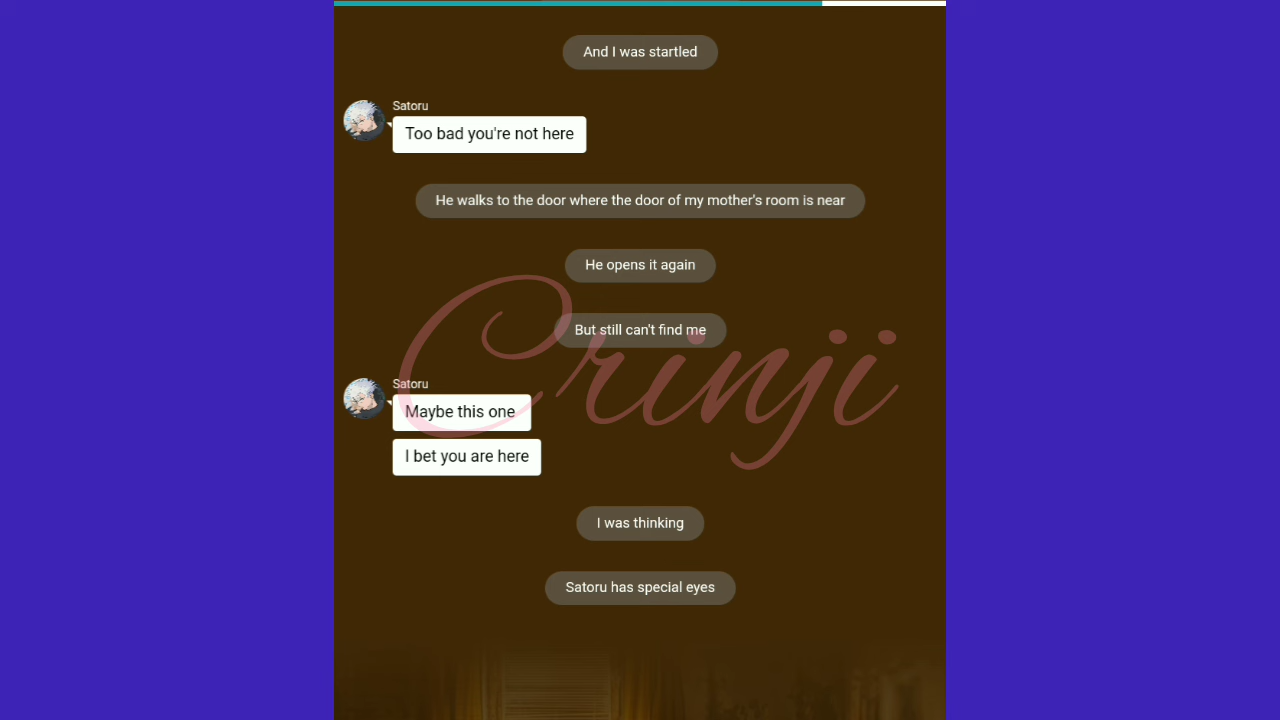 And I was startled
Satoru
Too bad you're not here
He walks to the door where the door of my mother's room is near
He opens it again
But still can't find me
Crinji
Satoru
Maybe this one
I bet you are here
I was thinking
Satoru has special eyes